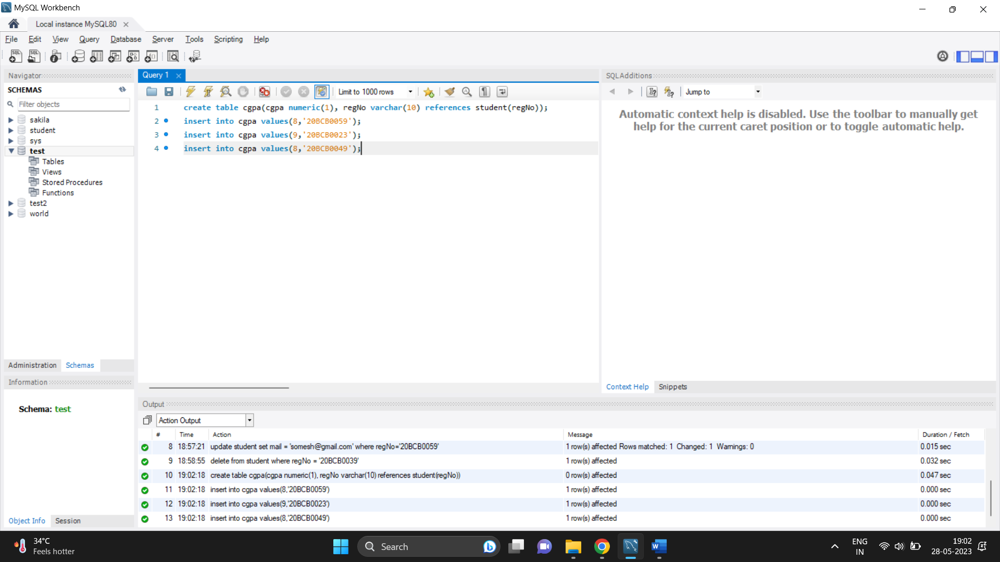 MySQL Workbench
Local instance MySQL80
File Edit View Query Database Server Tools Scripting Help
Navigator
SCHEMAS
Filter objects
sakila
student
sys
test
Tables
Views
Stored Procedures
Functions
test2
world
Administration Schemas
Information
Schema: test
Object Info Session
Query 1
Limit to 1000 rows
1 create table cgpa(cgpa numeric(1), regNo varchar(10) references student(regNo));
2 insert into cgpa values(8,'20BCB0059');
3 insert into cgpa values(9,'20BCB0023');
4 insert into cgpa values(8,'20BCB0049');
SQLAdditions
Jump to
Automatic context help is disabled. Use the toolbar to manually get
help for the current caret position or to toggle automatic help.
Context Help Snippets
Output
Action Output
# Time Action Message Duration / Fetch
8 18:57:21 update student set mail = 'somesh@gmail.com' where regNo='20BCB0059' 1 row(s) affected Rows matched: 1 Changed: 1 Warnings: 0 0.015 sec
9 18:58:55 delete from student where regNo = '20BCB0039' 1 row(s) affected 0.032 sec
10 19:02:18 create table cgpa(cgpa numeric(1), regNo varchar(10) references student(regNo)) 0 row(s) affected 0.047 sec
11 19:02:18 insert into cgpa values(8,'20BCB0059') 1 row(s) affected 0.000 sec
12 19:02:18 insert into cgpa values(9,'20BCB0023') 1 row(s) affected 0.000 sec
13 19:02:18 insert into cgpa values(8,'20BCB0049') 1 row(s) affected 0.000 sec
34°C
Feels hotter
Search
ENG
IN
19:02
28-05-2023